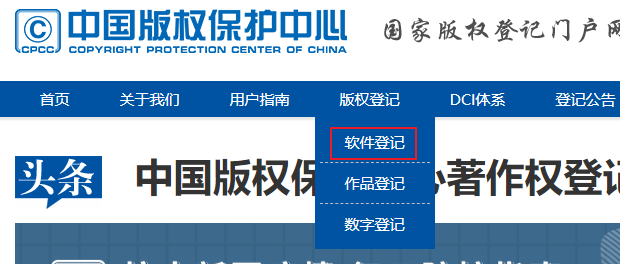 中国版权保护中心
CPCC COPYRIGHT PROTECTION CENTER OF CHINA
国家版权登记门户网
首页 关于我们 用户指南 版权登记 DCI体系 登记公告
软件登记
作品登记
数字登记
头条 中国版权保 心著作权登记